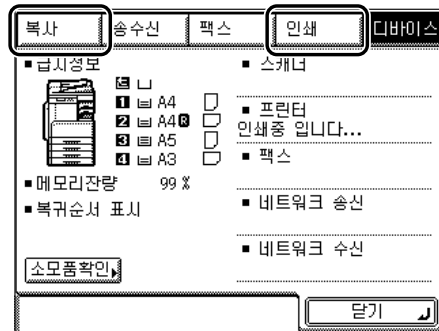 복사 송수신 팩스 인쇄 디바이스
■ 급지정보
1 A4
2 A4R
3 A5
4 A3
■ 메모리잔량 99 %
■ 복귀순서 표시
소모품확인
■ 스캐너
■ 프린터
인쇄중 입니다...
■ 팩스
■ 네트워크 송신
■ 네트워크 수신
닫기